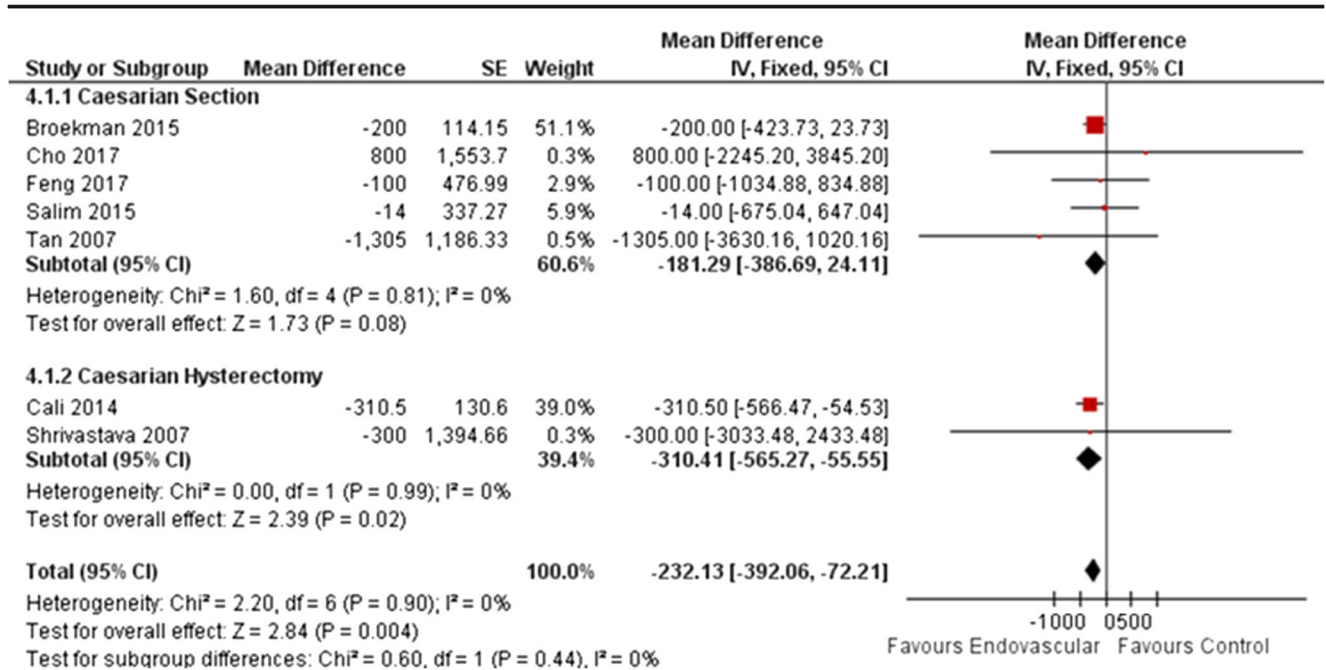 Mean Difference Mean Difference
Study or Subgroup Mean Difference SE Weight IV, Fixed, 95% CI IV, Fixed, 95% CI
4.1.1 Caesarian Section
Broekman 2015 -200 114.15 51.1% -200.00 [-423.73, 23.73]
Cho 2017 800 1,553.7 0.3% 800.00 [-2245.20, 3845.20]
Feng 2017 -100 476.99 2.9% -100.00 [-1034.88, 834.88]
Salim 2015 -14 337.27 5.9% -14.00 [-675.04, 647.04]
Tan 2007 -1,305 1,186.33 0.5% -1305.00 [-3630.16, 1020.16]
Subtotal (95% CI) 60.6% -181.29 [-386.69, 24.11]
Heterogeneity: Chi² = 1.60, df = 4 (P = 0.81); I² = 0%
Test for overall effect: Z = 1.73 (P = 0.08)
4.1.2 Caesarian Hysterectomy
Cali 2014 -310.5 130.6 39.0% -310.50 [-566.47, -54.53]
Shrivastava 2007 -300 1,394.66 0.3% -300.00 [-3033.48, 2433.48]
Subtotal (95% CI) 39.4% -310.41 [-565.27, -55.55]
Heterogeneity: Chi² = 0.00, df = 1 (P = 0.99); I² = 0%
Test for overall effect: Z = 2.39 (P = 0.02)
Total (95% CI) 100.0% -232.13 [-392.06, -72.21]
Heterogeneity: Chi² = 2.20, df = 6 (P = 0.90); I² = 0%
-1000 0500
Test for overall effect: Z = 2.84 (P = 0.004)
Favours Endovascular Favours Control
Test for subgroup differences: Chi² = 0.60, df = 1 (P = 0.44), I² = 0%